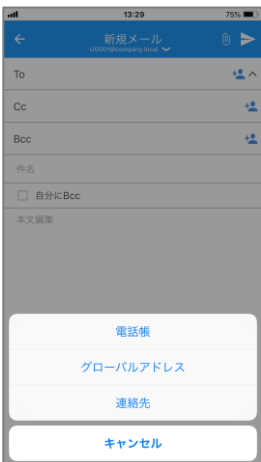 13:29
75%
新規メール
U0001@company.local
To
Cc
Bcc
件名
自分にBcc
本文編集
電話帳
グローバルアドレス
連絡先
キャンセル